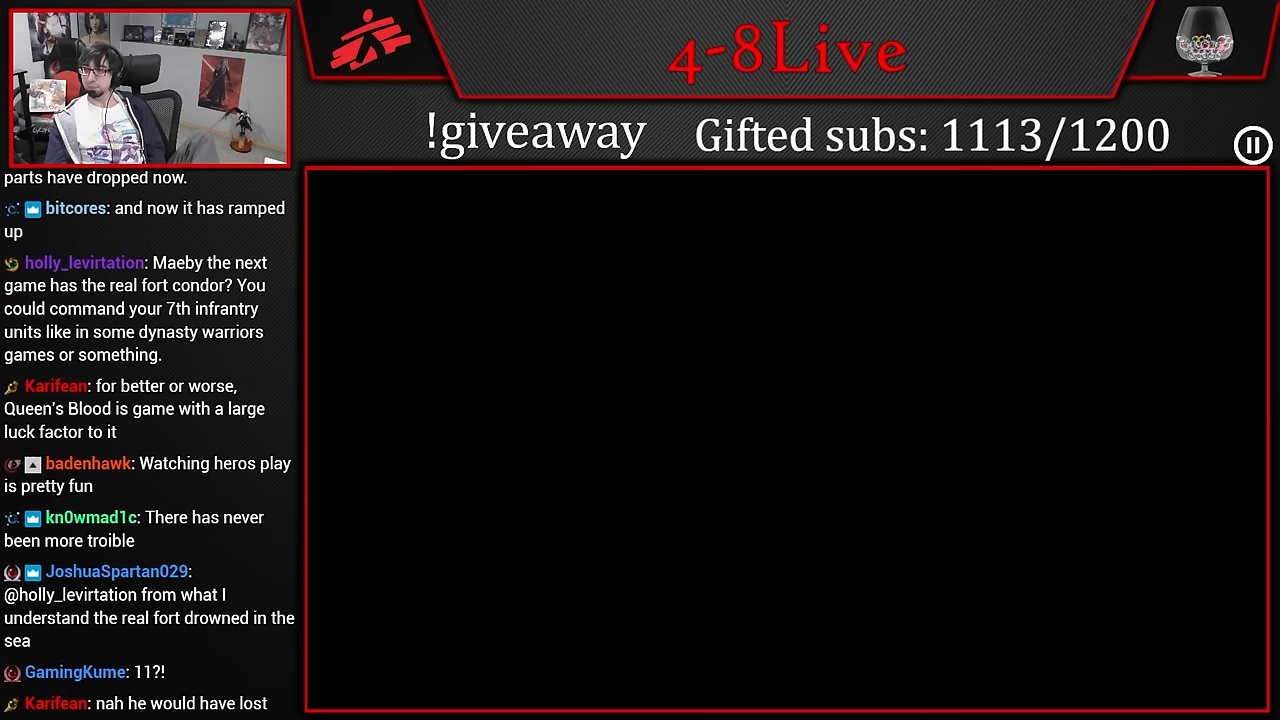 4-8Live
!giveaway
Gifted subs: 1113/1200
parts have dropped now.
bitcores: and now it has ramped
up
holly_levirtation: Maeby the next
game has the real fort condor? You
could command your 7th infrantry
units like in some dynasty warriors
games or something.
Karifean: for better or worse,
Queen's Blood is game with a large
luck factor to it
badenhawk: Watching heros play
is pretty fun
kn0wmad1c: There has never
been more troible
JoshuaSpartan029:
@holly_levirtation from what I
understand the real fort drowned in the
sea
GamingKume: 11?!
Karifean: nah he would have lost